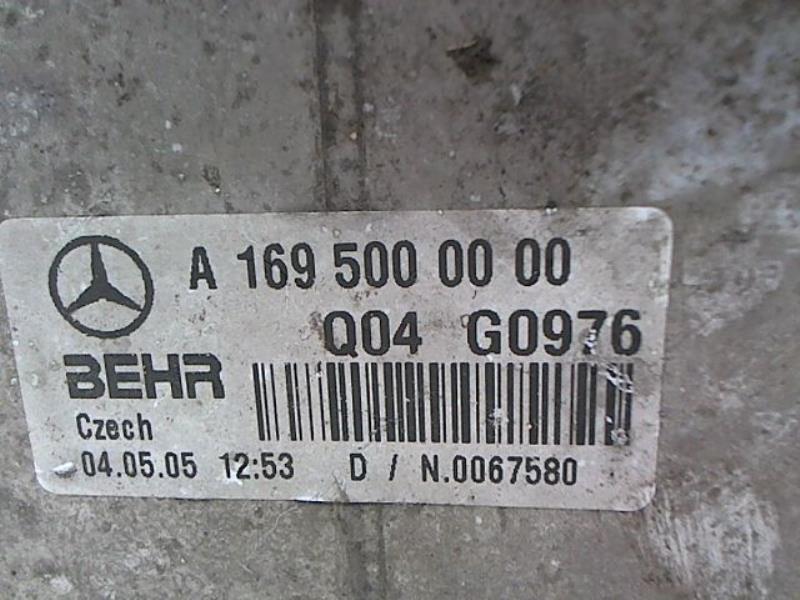 A 169 500 00 00
Q04 G0976
BEHR
Czech
04.05.05 12:53 D / N.0067580